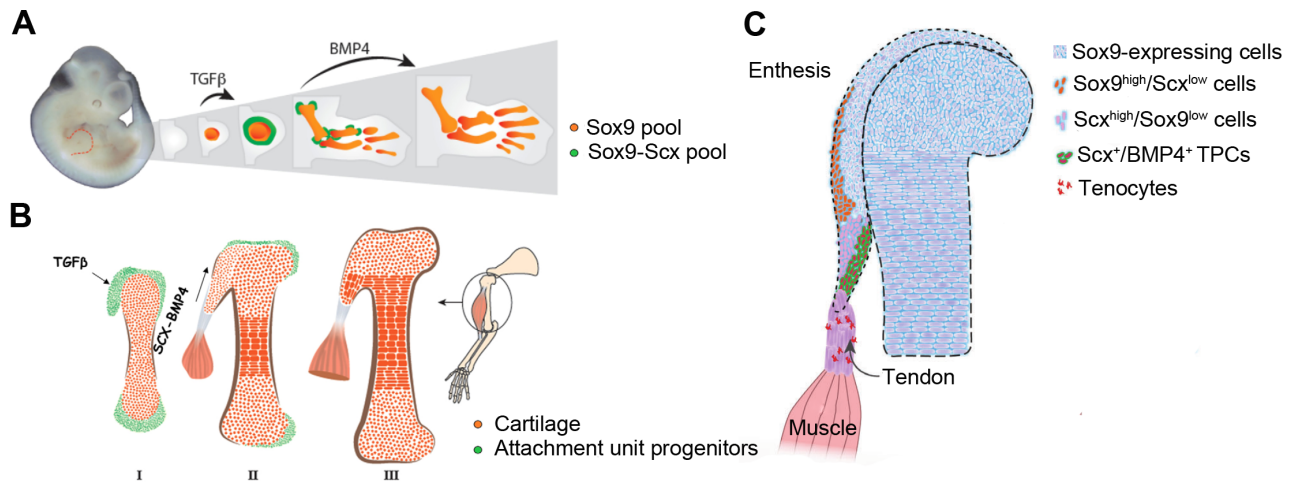 A
TGFβ
BMP4
Sox9 pool
Sox9-Scx pool
B
TGFβ
SCX-BMP4
I
II
III
Cartilage
Attachment unit progenitors
C
Enthesis
Sox9-expressing cells
Sox9high/Scxlow cells
Scxhigh/Sox9low cells
Scx+/BMP4+ TPCs
Tenocytes
Tendon
Muscle